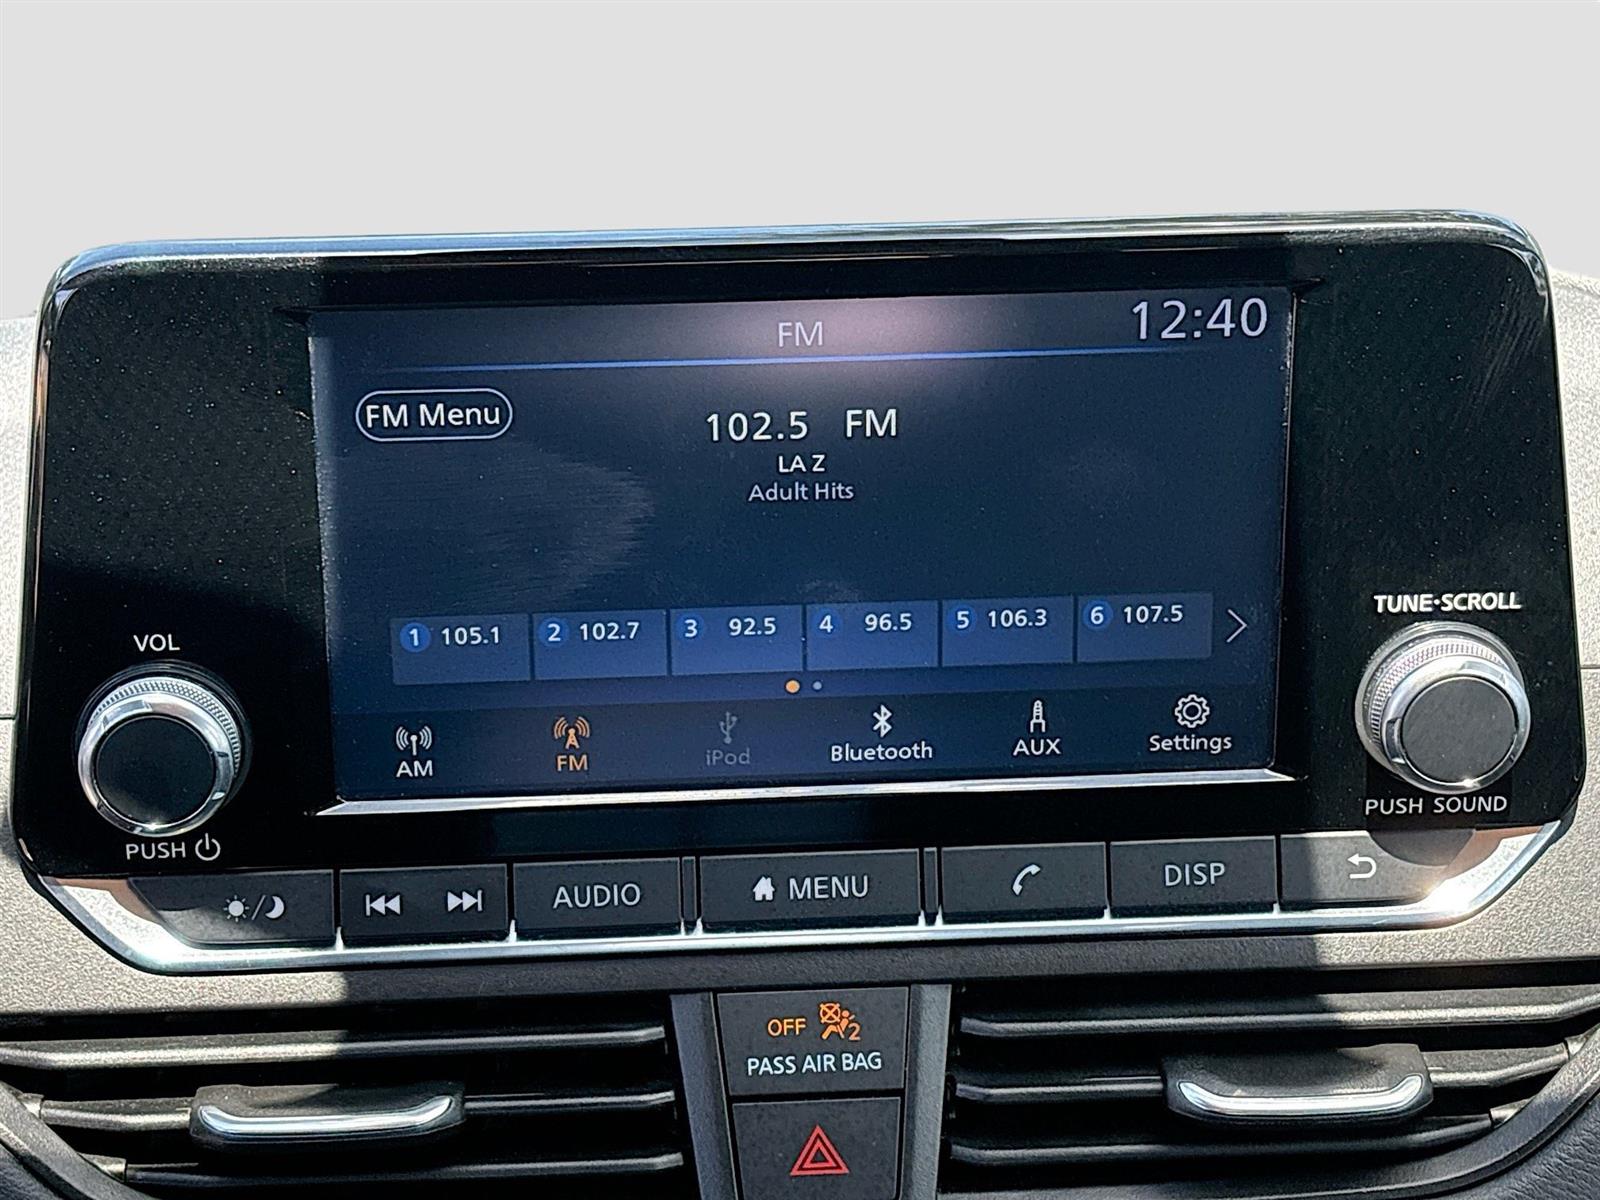 FM
12:40
FM Menu
102.5 FM
LA Z
Adult Hits
1 105.1
2 102.7
3 92.5
4 96.5
5 106.3
6 107.5
AM
FM
iPod
Bluetooth
AUX
Settings
VOL
PUSH
TUNE·SCROLL
PUSH SOUND
AUDIO
MENU
DISP
OFF
2
PASS AIR BAG